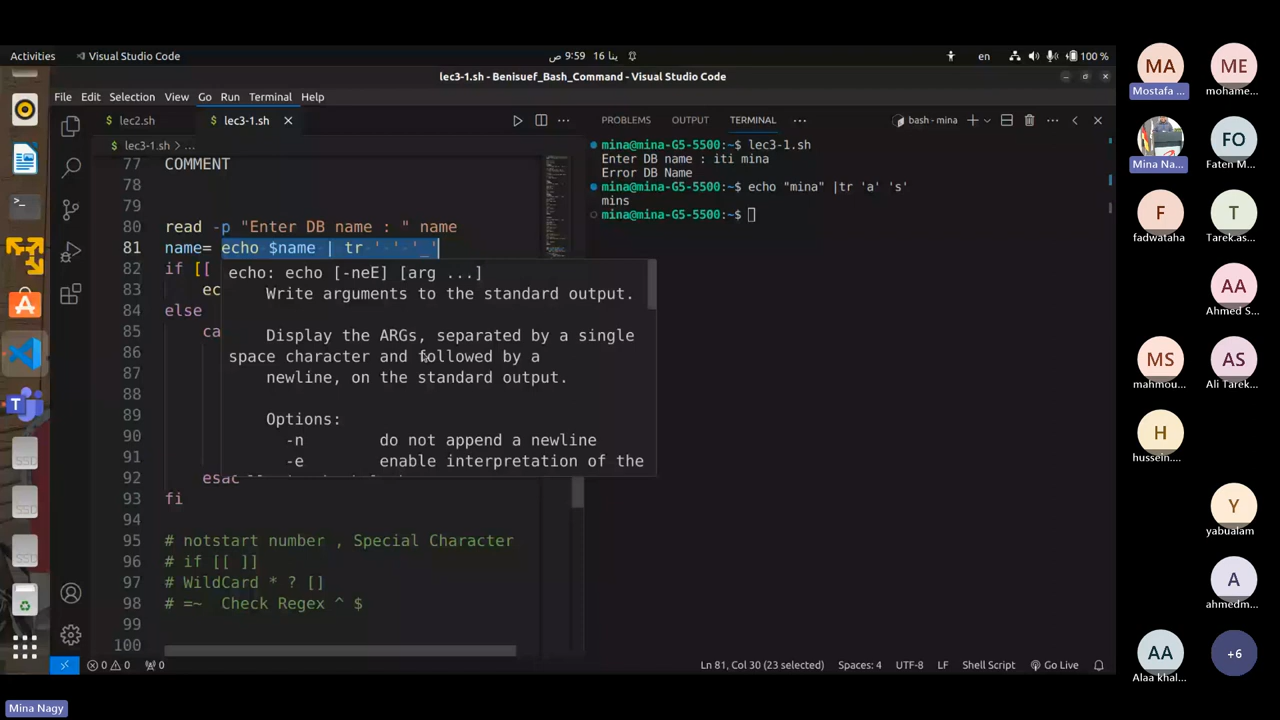 Activities
Visual Studio Code
9:59 ص
16 ينا
en
100 %
lec3-1.sh - Benisuef_Bash_Command - Visual Studio Code
File Edit Selection View Go Run Terminal Help
lec2.sh
lec3-1.sh
PROBLEMS OUTPUT TERMINAL
bash - mina
lec3-1.sh > ...
77 COMMENT
78
79
80 read -p "Enter DB name : " name
81 name= echo $name | tr ' ' '_'
82 if [[
83 ec
84 else
85 ca
86
87
88
89
90
91
92 esac
93 fi
94
95 # notstart number , Special Character
96 # if [[ ]]
97 # WildCard * ? []
98 # =~ Check Regex ^ $
100
echo: echo [-neE] [arg ...]
Write arguments to the standard output.
Display the ARGs, separated by a single
space character and followed by a
newline, on the standard output.
Options:
-n do not append a newline
-e enable interpretation of the
mina@mina-G5-5500:~$ lec3-1.sh
Enter DB name : iti mina
Error DB Name
mina@mina-G5-5500:~$ echo "mina" |tr 'a' 's'
mins
mina@mina-G5-5500:~$
0 0 0
Ln 81, Col 30 (23 selected)
Spaces: 4
UTF-8
LF
Shell Script
Go Live
MA
Mostafa ...
ME
mohame...
Mina Na...
FO
Faten M...
F
fadwataha
T
Tarek.as...
AA
Ahmed S...
MS
mahmou...
AS
Ali Tarek...
H
hussein....
Y
yabualam
A
ahmedm...
AA
Alaa khal...
+6
Mina Nagy